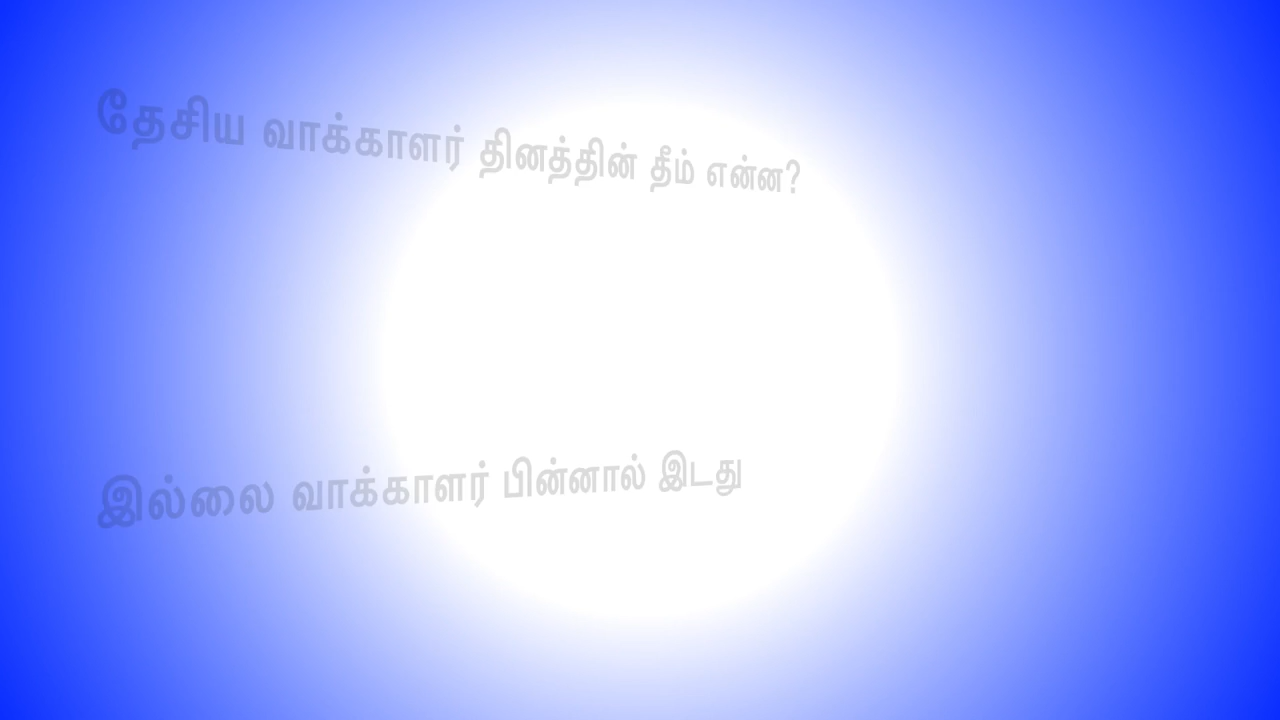 தேசிய வாக்காளர் தினத்தின் தீம் என்ன?
இல்லை வாக்காளர் பின்னால் இடது